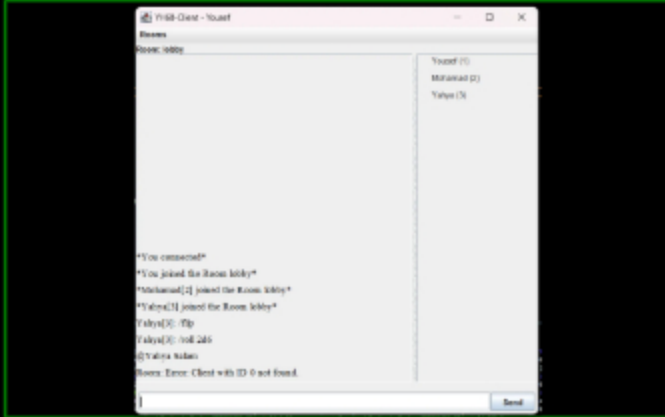 Client - Yousef
Rooms
Room: lobby
Yousef (1)
Mohamad (2)
Yahya (3)
*You connected*
*You joined the Room lobby*
*Mohamad[2] joined the Room lobby*
*Yahya[3] joined the Room lobby*
Yahya[3]: /flip
Yahya[3]: /roll 2d6
Yahya Salam
Room: Error: Client with ID 0 not found.
Send